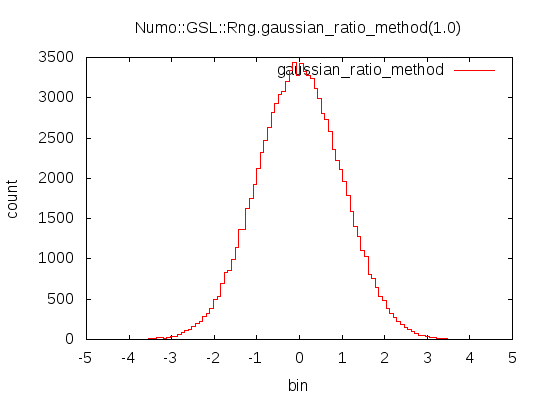 Numo::GSL::Rng.gaussian_ratio_method(1.0)
gaussian_ratio_method
3500
3000
2500
2000
1500
1000
500
0
count
-5 -4 -3 -2 -1 0 1 2 3 4 5
bin